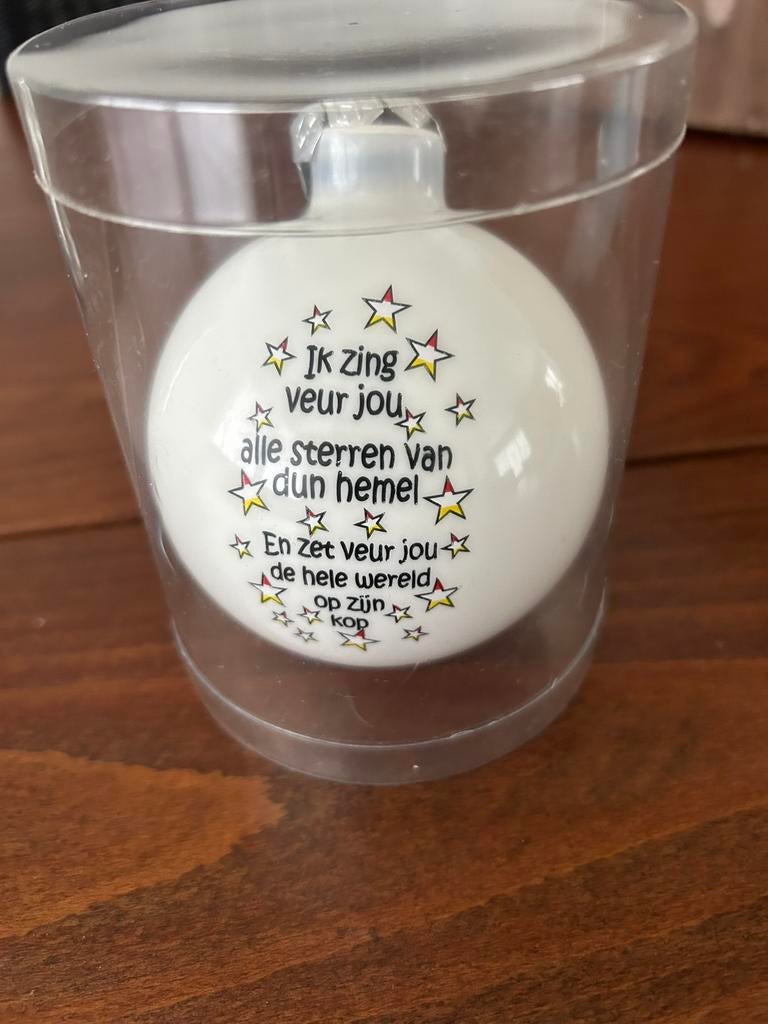 Ik zing
veur jou
alle sterren van
dun hemel
En zet veur jou
de hele wereld
op zijn
kop